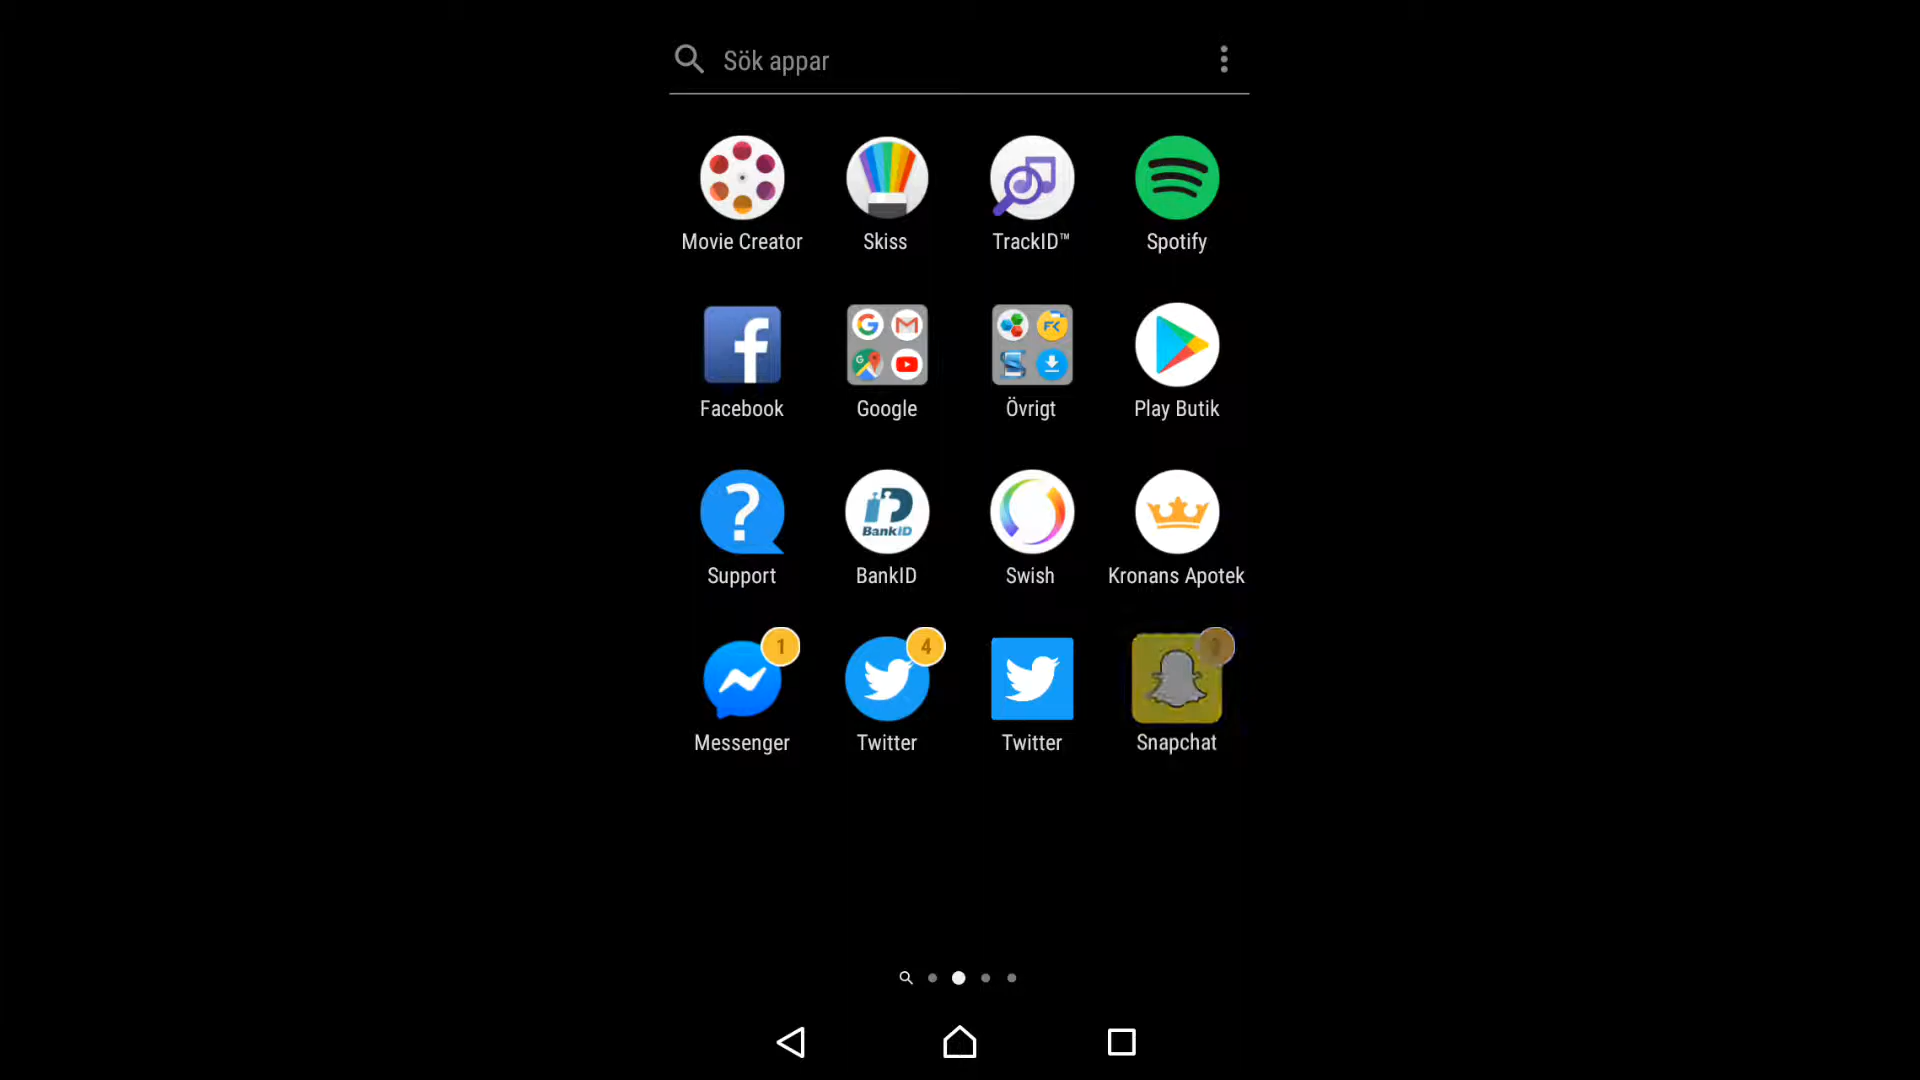 Sök appar
Movie Creator
Skiss
TrackID™
Spotify
Facebook
Google
Övrigt
Play Butik
BankID
Support
BankID
Swish
Kronans Apotek
1
4
Messenger
Twitter
Twitter
Snapchat